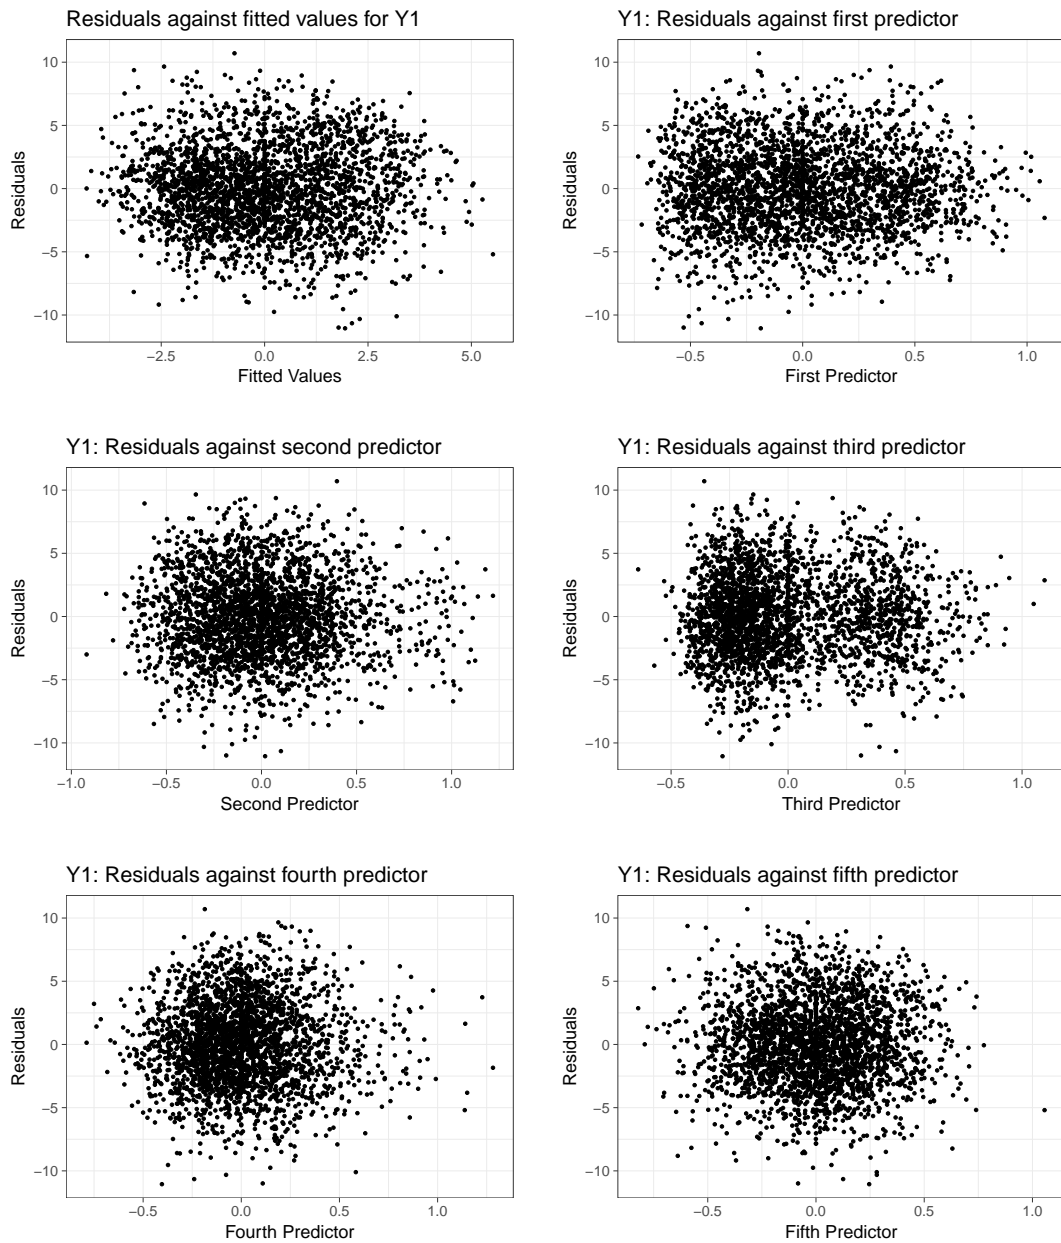 Residuals against fitted values for Y1
10
5
0
−5
−10
Residuals
−2.5 0.0 2.5 5.0
Fitted Values
Y1: Residuals against first predictor
10
5
0
−5
−10
Residuals
−0.5 0.0 0.5 1.0
First Predictor
Y1: Residuals against second predictor
10
5
0
−5
−10
Residuals
−1.0 −0.5 0.0 0.5 1.0
Second Predictor
Y1: Residuals against third predictor
10
5
0
−5
−10
Residuals
−0.5 0.0 0.5 1.0
Third Predictor
Y1: Residuals against fourth predictor
10
5
0
−5
−10
Residuals
−0.5 0.0 0.5 1.0
Fourth Predictor
Y1: Residuals against fifth predictor
10
5
0
−5
−10
Residuals
−0.5 0.0 0.5 1.0
Fifth Predictor